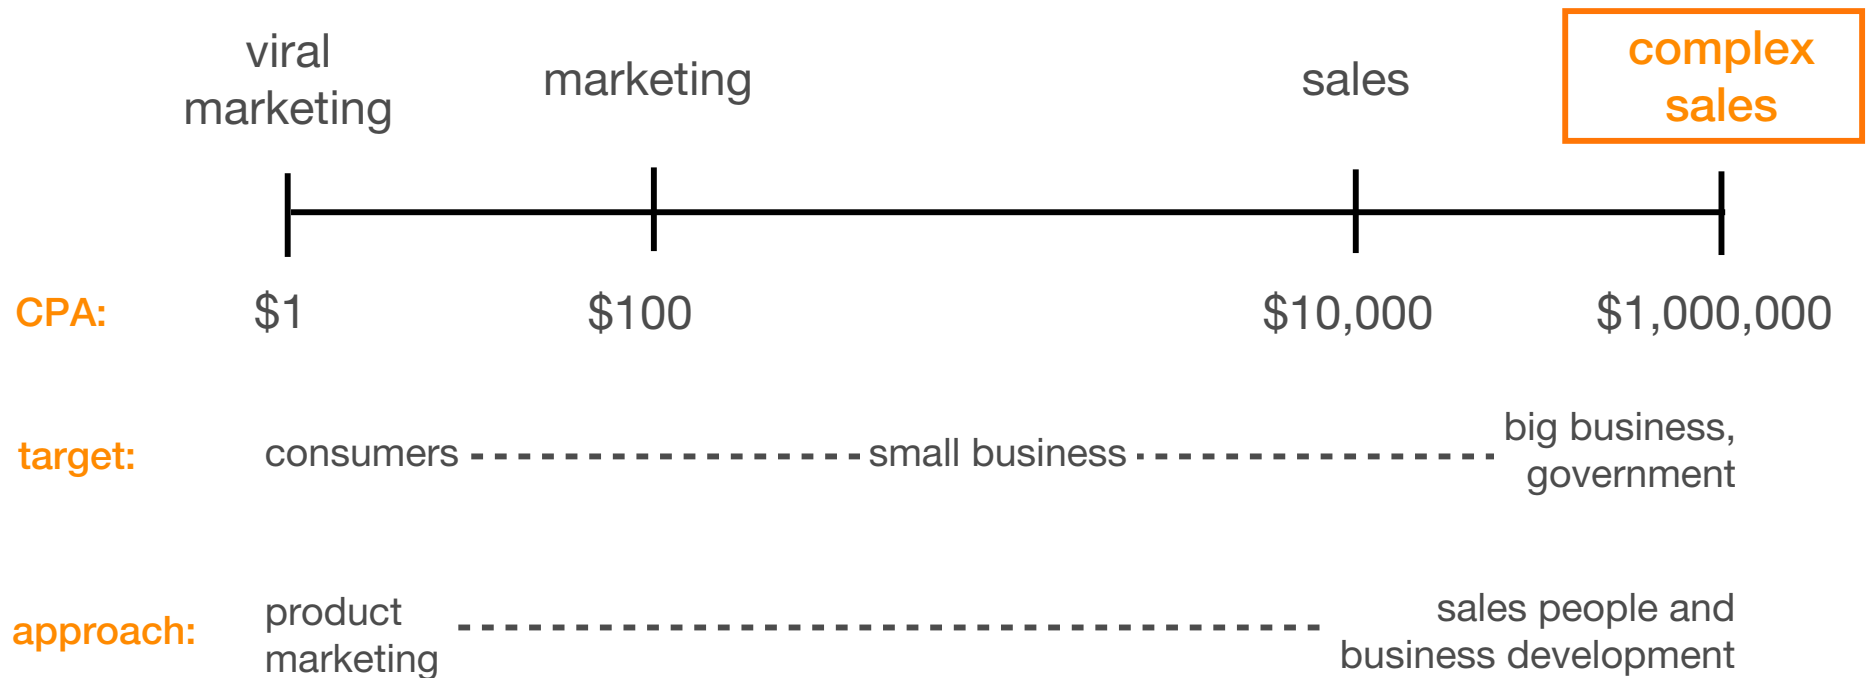 viral
marketing
marketing
sales
complex
sales
CPA: $1 $100 $10,000 $1,000,000
target: consumers small business big business,
government
approach: product
marketing
sales people and
business development